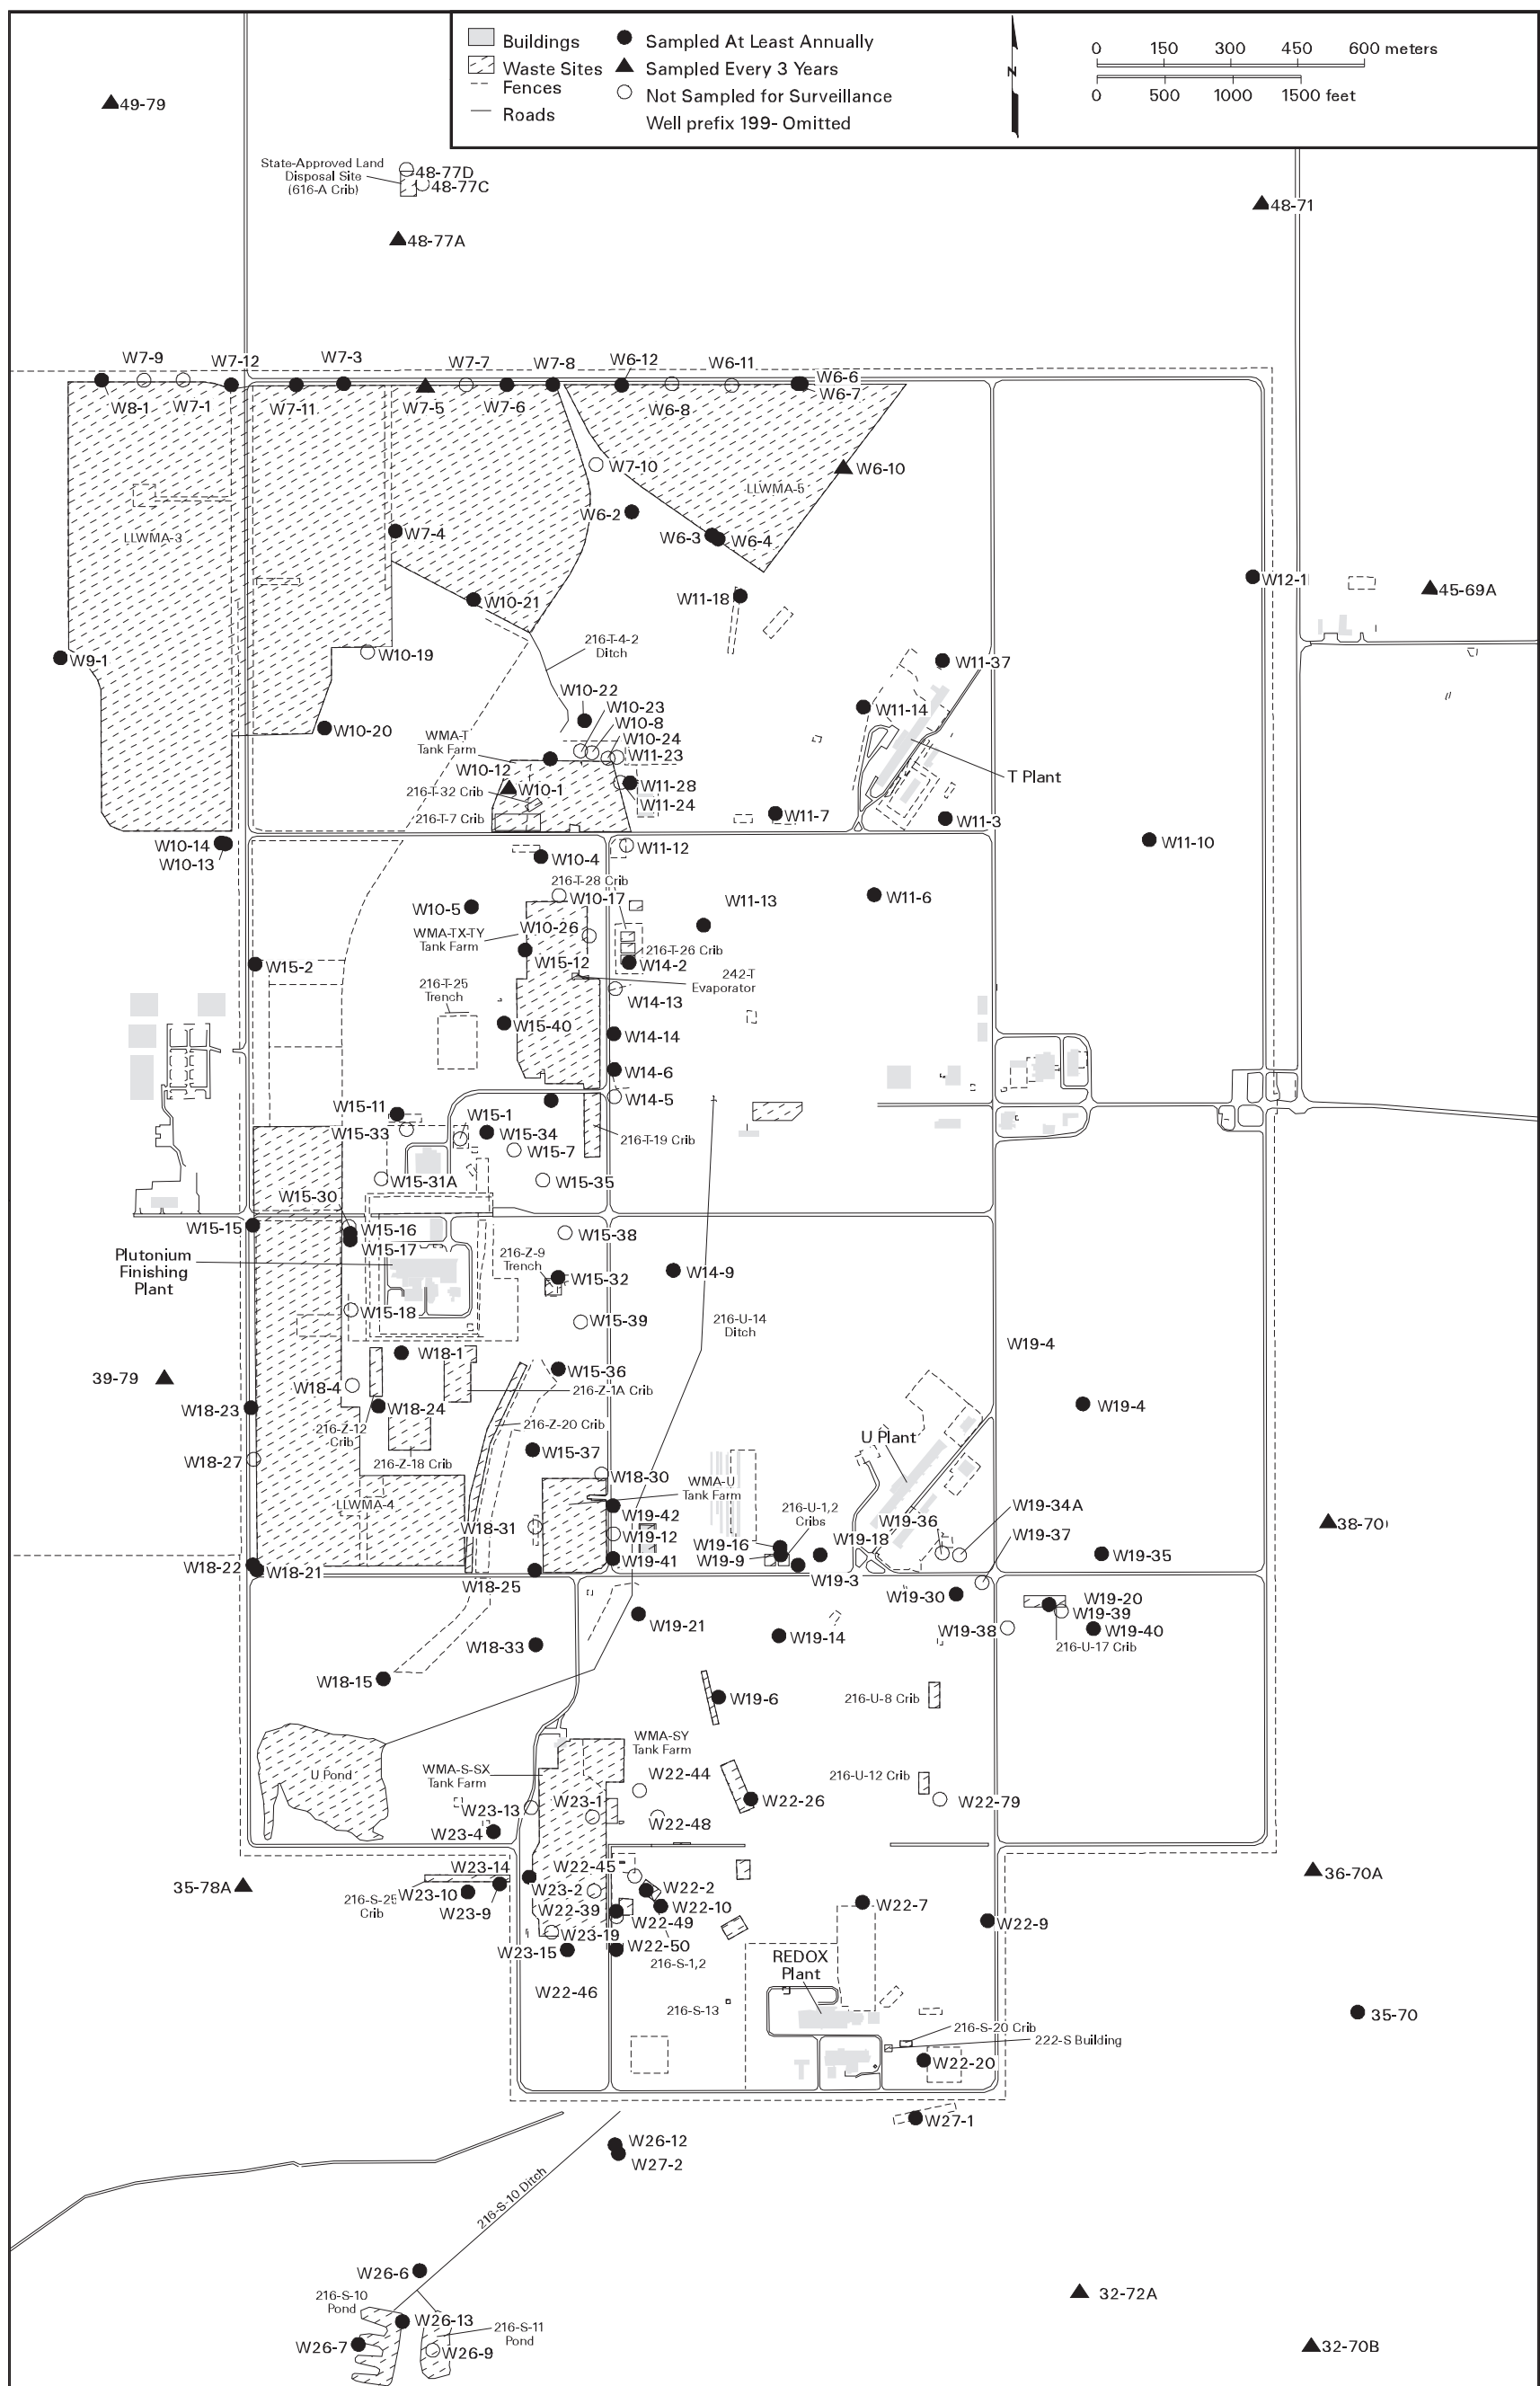 Buildings
Waste Sites
Fences
Roads
Sampled At Least Annually
Sampled Every 3 Years
Not Sampled for Surveillance
Well prefix 199- Omitted
N
0 150 300 450 600 meters
0 500 1000 1500 feet
49-79
State-Approved Land
Disposal Site
(616-A Crib)
48-77D
48-77C
48-77A
48-71
W7-9
W7-12
W7-3
W7-7
W7-8
W6-12
W6-11
W6-6
W6-7
W8-1
W7-1
W7-11
W7-5
W7-6
W6-8
W7-10
W6-10
LLWMA-5
W6-2
LLWMA-3
W7-4
W6-3
W6-4
W12-1
45-69A
W10-21
W11-18
216-T-4-2
Ditch
W9-1
W10-19
W11-37
W10-22
W10-23
W10-8
W10-24
W11-14
W10-20
WMA-T
Tank Farm
W11-23
W10-12
W10-1
T Plant
216-T-32 Crib
W11-28
W11-24
216-T-7 Crib
W11-7
W11-3
W10-14
W10-13
W10-4
W11-12
W11-10
216-T-28 Crib
W10-17
W11-13
W11-6
W10-5
W10-26
WMA-TX-TY
Tank Farm
216-T-26 Crib
W15-2
W15-12
W14-2
242-T
Evaporator
216-T-25
Trench
W14-13
W15-40
W14-14
W14-6
W14-5
W15-11
W15-1
W15-33
W15-34
216-T-19 Crib
W15-7
W15-31A
W15-35
W15-30
W15-15
W15-16
W15-17
W15-38
Plutonium
Finishing
Plant
216-Z-9
Trench
W15-32
W14-9
W15-18
W15-39
216-U-14
Ditch
W18-1
W15-36
W19-4
39-79
W18-4
216-Z-1A Crib
W18-23
W18-24
W19-4
216-Z-12
Crib
216-Z-20 Crib
U Plant
W18-27
216-Z-18 Crib
W15-37
W18-30
WMA-U
Tank Farm
LLWMA-4
W19-42
216-U-1,2
Cribs
W19-36
W19-34A
38-70
W18-31
W19-12
W19-16
W19-18
W19-37
W19-41
W19-9
W19-35
W18-22
W18-21
W18-25
W19-3
W19-30
W19-20
W19-39
W19-21
W19-38
W19-40
W18-33
W19-14
216-U-17 Crib
W18-15
W19-6
216-U-8 Crib
WMA-SY
Tank Farm
U Pond
WMA-S-SX
Tank Farm
W22-44
216-U-12 Crib
W23-13
W23-1
W22-26
W22-79
W23-4
W22-48
W23-14
W22-45
35-78A
36-70A
216-S-25
Crib
W23-10
W23-2
W22-2
W23-9
W22-39
W22-10
W22-7
W22-49
W22-9
W23-19
W23-15
W22-50
216-S-1,2
REDOX
Plant
W22-46
216-S-13
35-70
216-S-20 Crib
222-S Building
W22-20
W27-1
W26-12
W27-2
216-S-10 Ditch
W26-6
216-S-10
Pond
32-72A
W26-13
216-S-11
Pond
W26-7
W26-9
32-70B